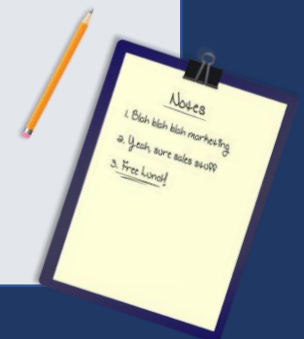 Notes
1. Blah blah blah marketing
2. Yeah, sure sales stuff
3. Free Lunch!